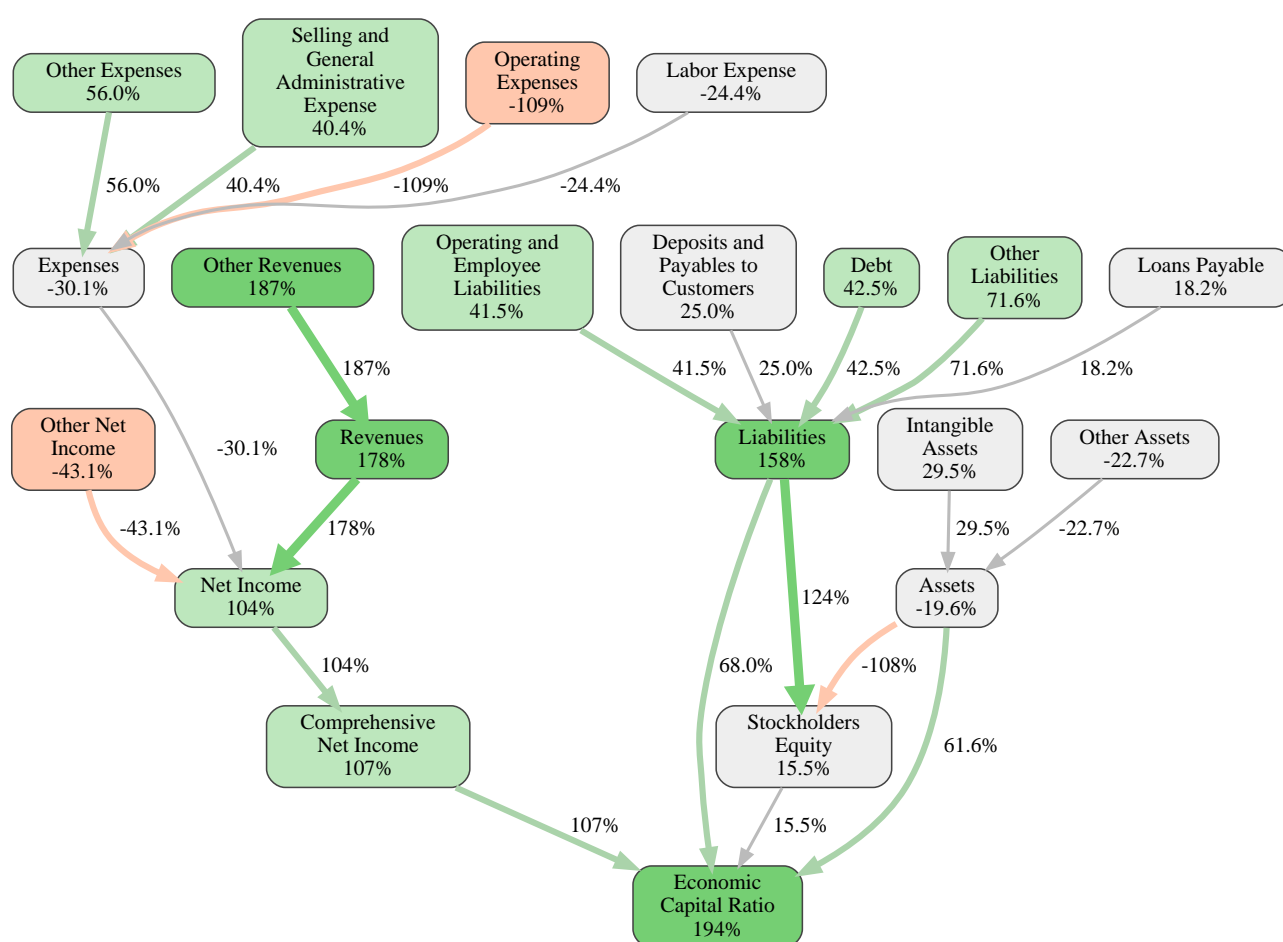 Other Expenses
56.0%
Selling and
General
Administrative
Expense
40.4%
Operating
Expenses
-109%
Labor Expense
-24.4%
56.0%
40.4%
-109%
-24.4%
Expenses
-30.1%
Other Revenues
187%
Operating and
Employee
Liabilities
41.5%
Deposits and
Payables to
Customers
25.0%
Debt
42.5%
Other
Liabilities
71.6%
Loans Payable
18.2%
187%
41.5%
25.0%
42.5%
71.6%
18.2%
Other Net
Income
-43.1%
-30.1%
Revenues
178%
Liabilities
158%
Intangible
Assets
29.5%
Other Assets
-22.7%
-43.1%
178%
29.5%
-22.7%
Net Income
104%
124%
Assets
-19.6%
104%
68.0%
-108%
Comprehensive
Net Income
107%
Stockholders
Equity
15.5%
61.6%
107%
15.5%
Economic
Capital Ratio
194%